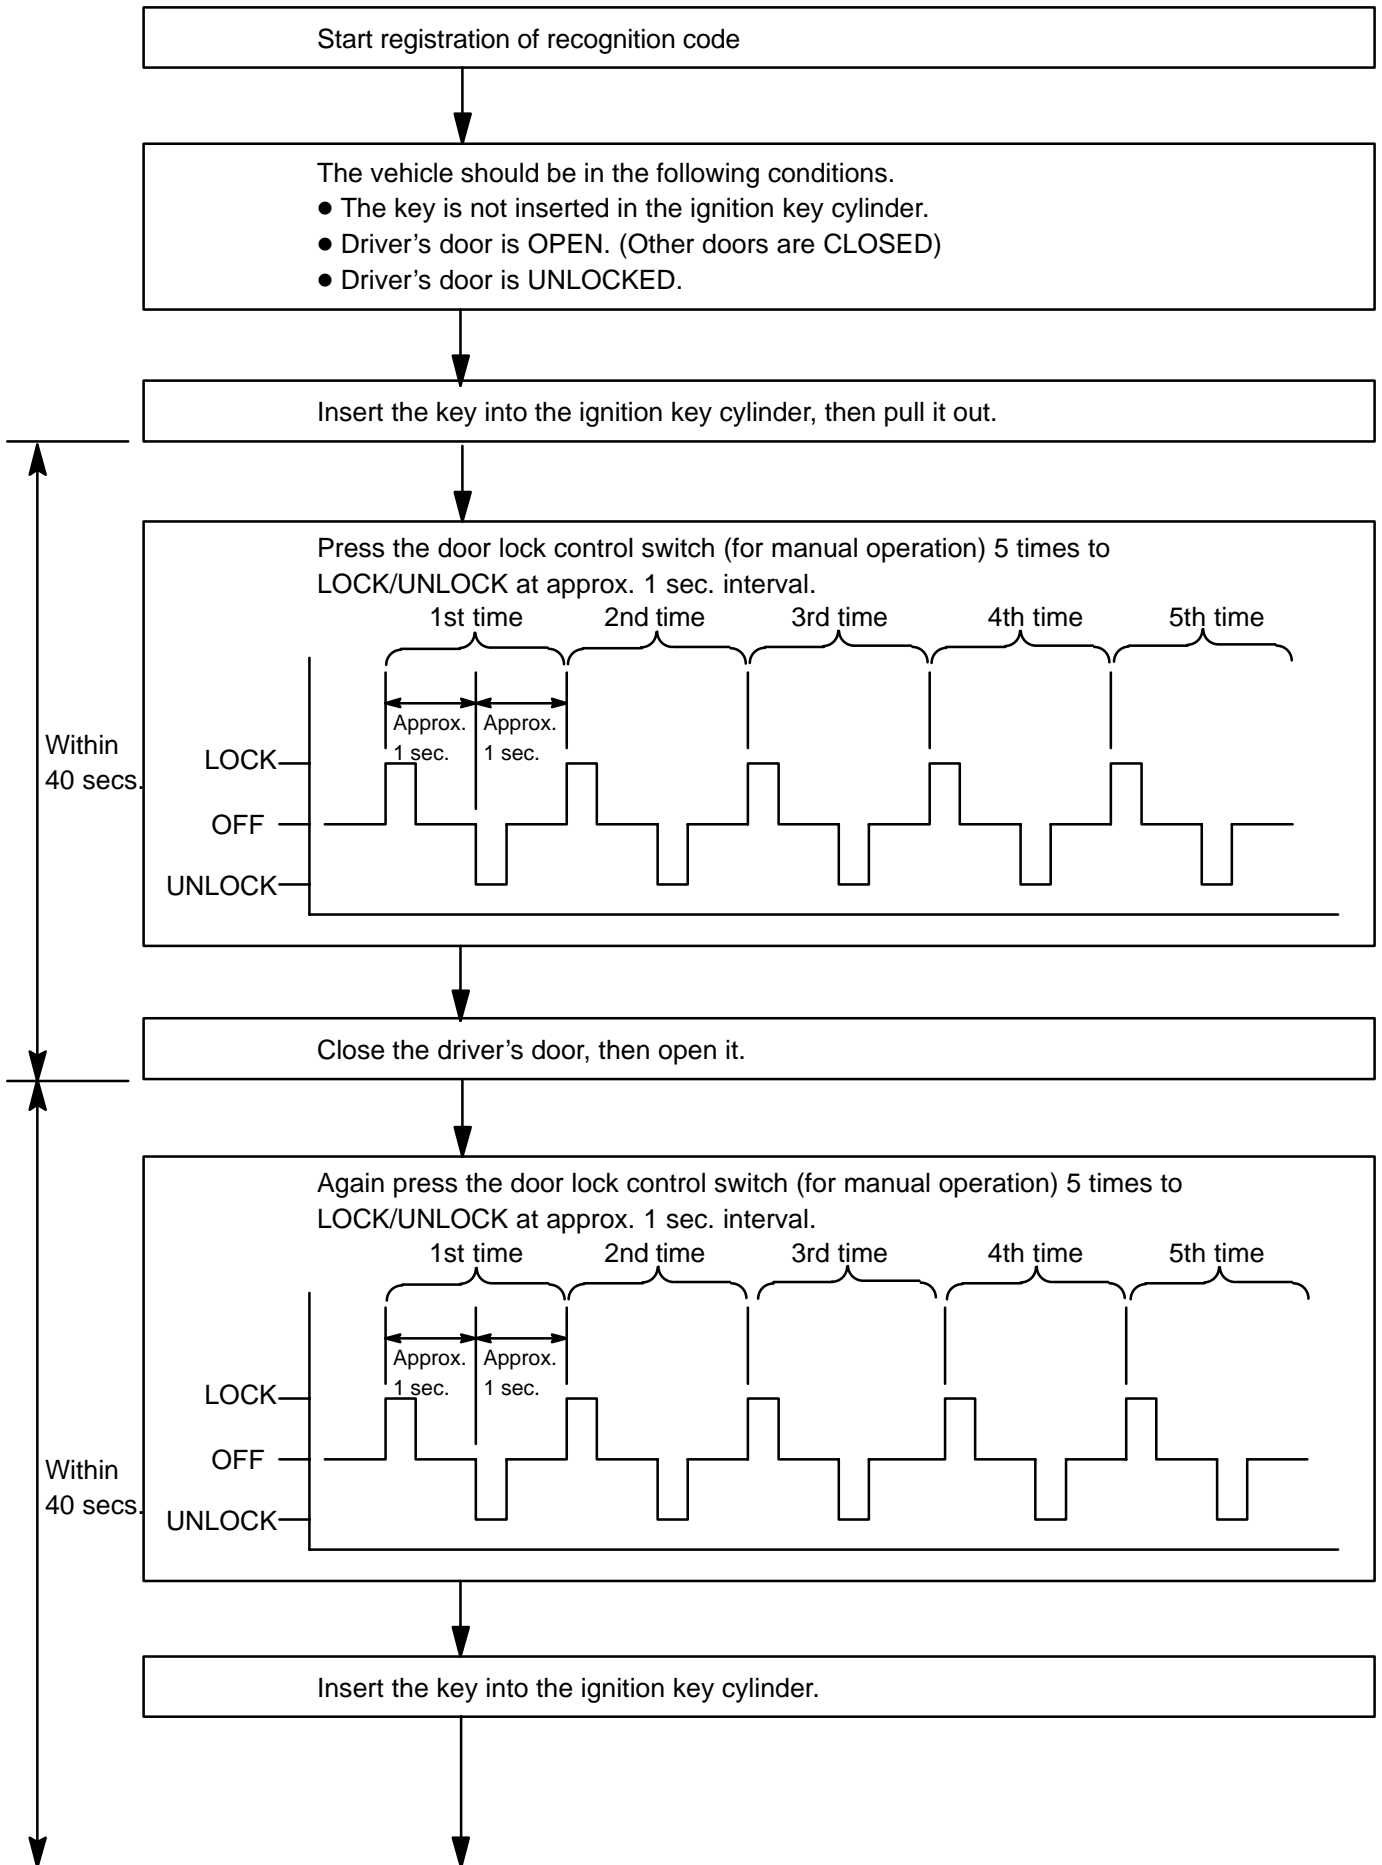 Start registration of recognition code
The vehicle should be in the following conditions.
● The key is not inserted in the ignition key cylinder.
● Driver's door is OPEN. (Other doors are CLOSED)
● Driver's door is UNLOCKED.
Insert the key into the ignition key cylinder, then pull it out.
Within
40 secs.
Press the door lock control switch (for manual operation) 5 times to
LOCK/UNLOCK at approx. 1 sec. interval.
1st time 2nd time 3rd time 4th time 5th time
Approx. Approx.
1 sec. 1 sec.
LOCK
OFF
UNLOCK
Close the driver's door, then open it.
Within
40 secs.
Again press the door lock control switch (for manual operation) 5 times to
LOCK/UNLOCK at approx. 1 sec. interval.
1st time 2nd time 3rd time 4th time 5th time
Approx. Approx.
1 sec. 1 sec.
LOCK
OFF
UNLOCK
Insert the key into the ignition key cylinder.